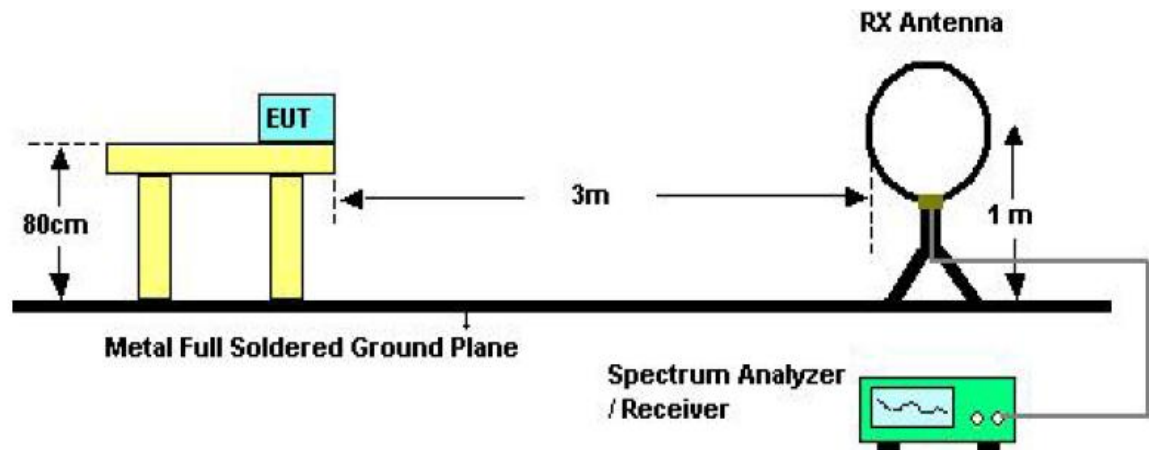 RX Antenna
EUT
80cm
3m
1 m
Metal Full Soldered Ground Plane
Spectrum Analyzer
/ Receiver